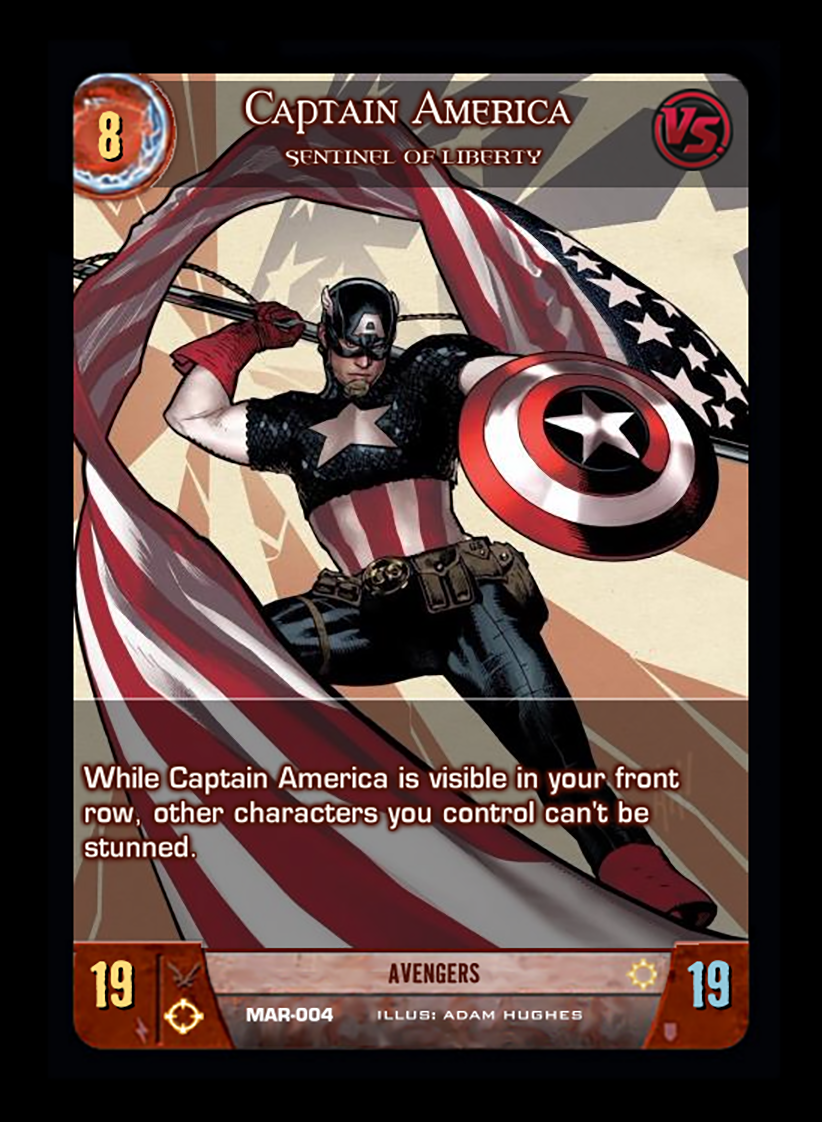 8
Captain America
Sentinel of Liberty
VS.
A
While Captain America is visible in your front
row, other characters you control can't be
stunned.
19
AVENGERS
19
MAR-004 ILLUS: ADAM HUGHES